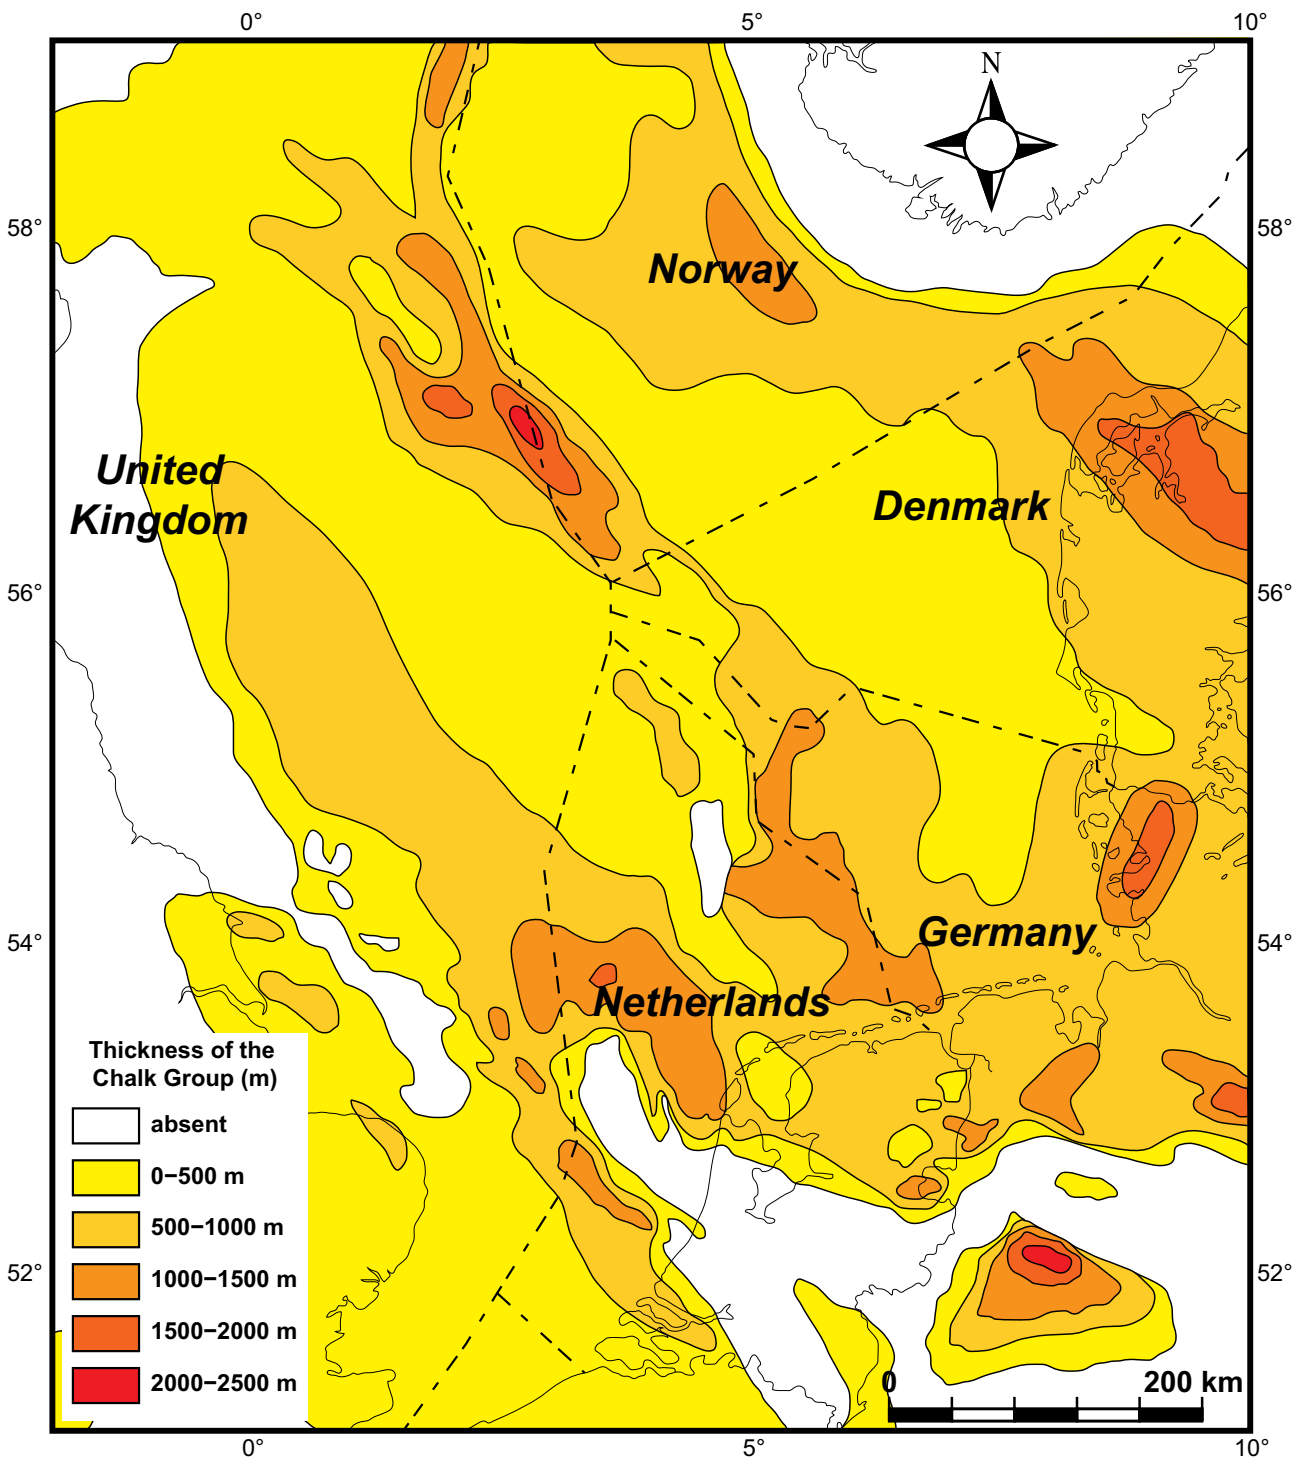 0° 5° 10°
N
58° 58°
Norway
United
Kingdom
Denmark
56° 56°
54° 54°
Germany
Netherlands
Thickness of the
Chalk Group (m)
absent
0–500 m
500–1000 m
1000–1500 m
1500–2000 m
2000–2500 m
52° 52°
0 200 km
0° 5° 10°